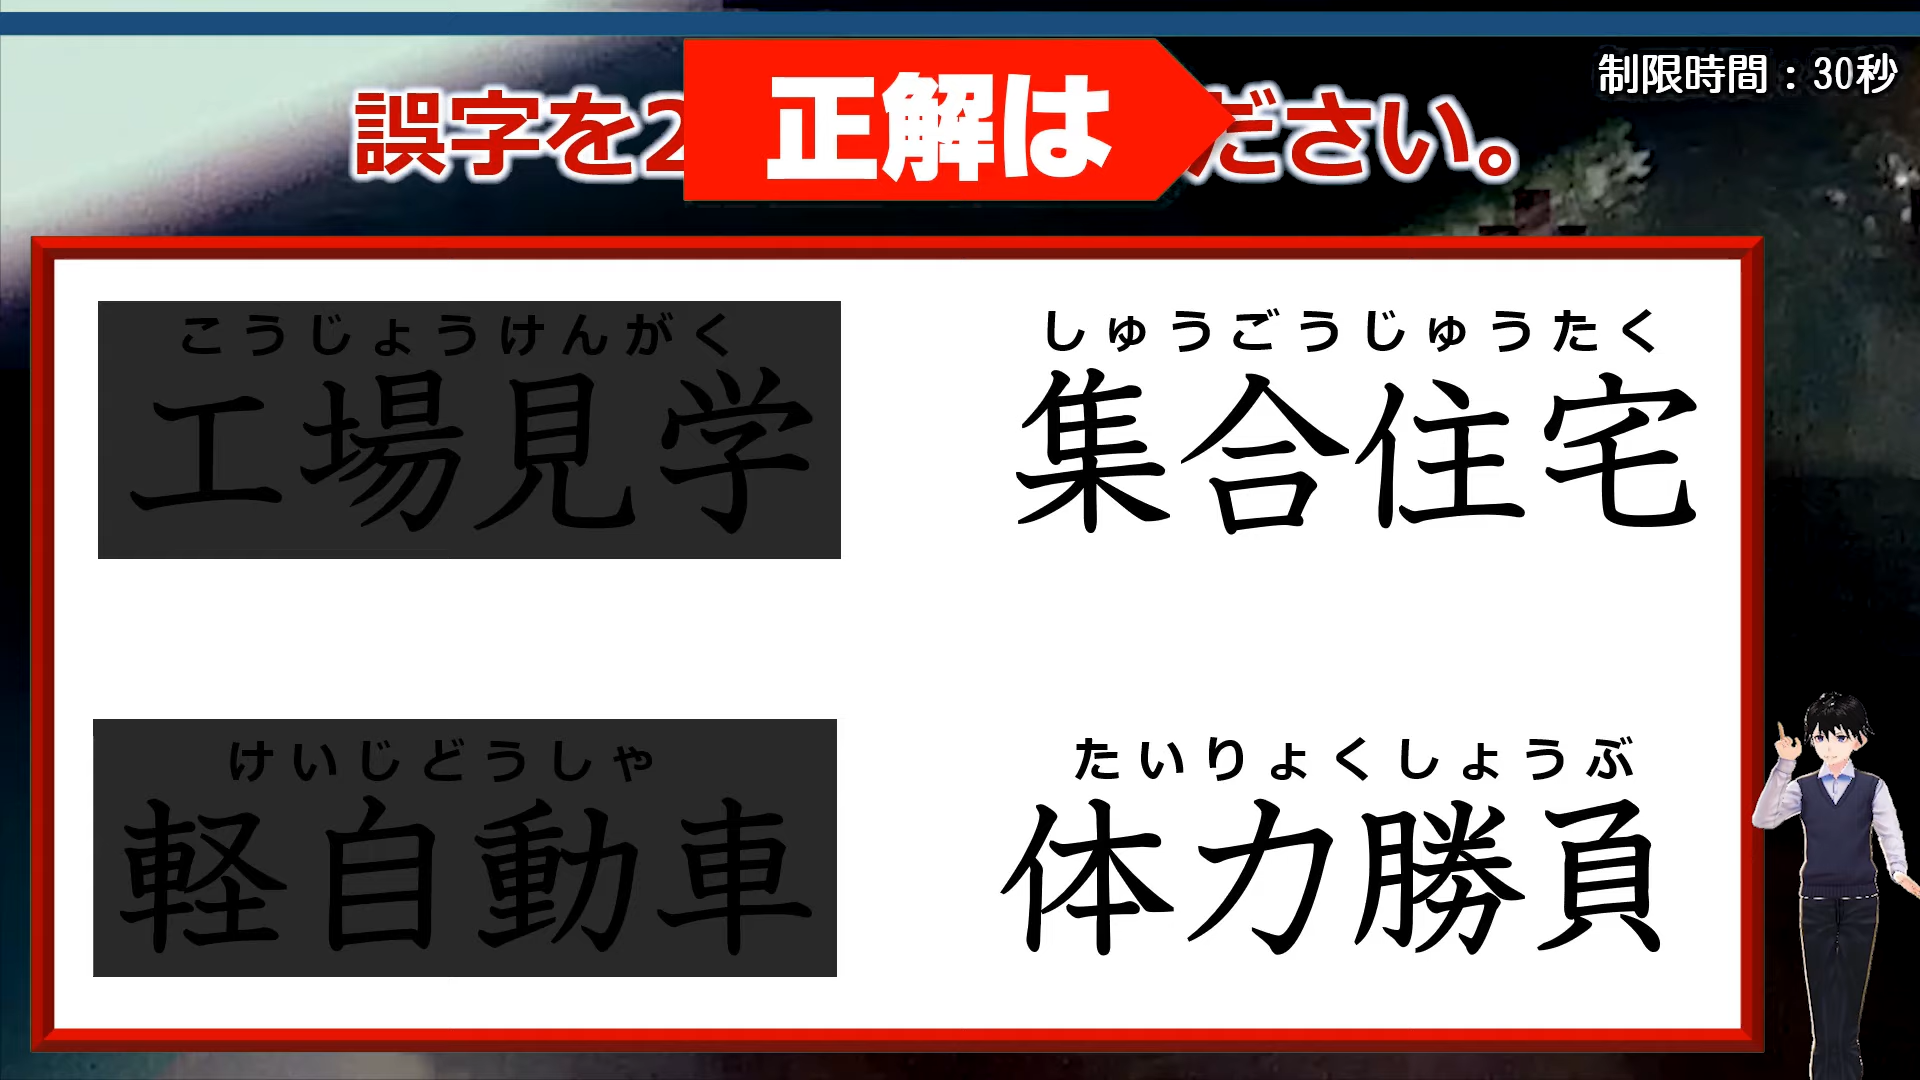 制限時間：30秒
誤字を2
正解は
ださい。
こうじょうけんがく
工場見学
しゅうごうじゅうたく
集合住宅
けいじどうしゃ
軽自動車
たいりょくしょうぶ
体力勝負